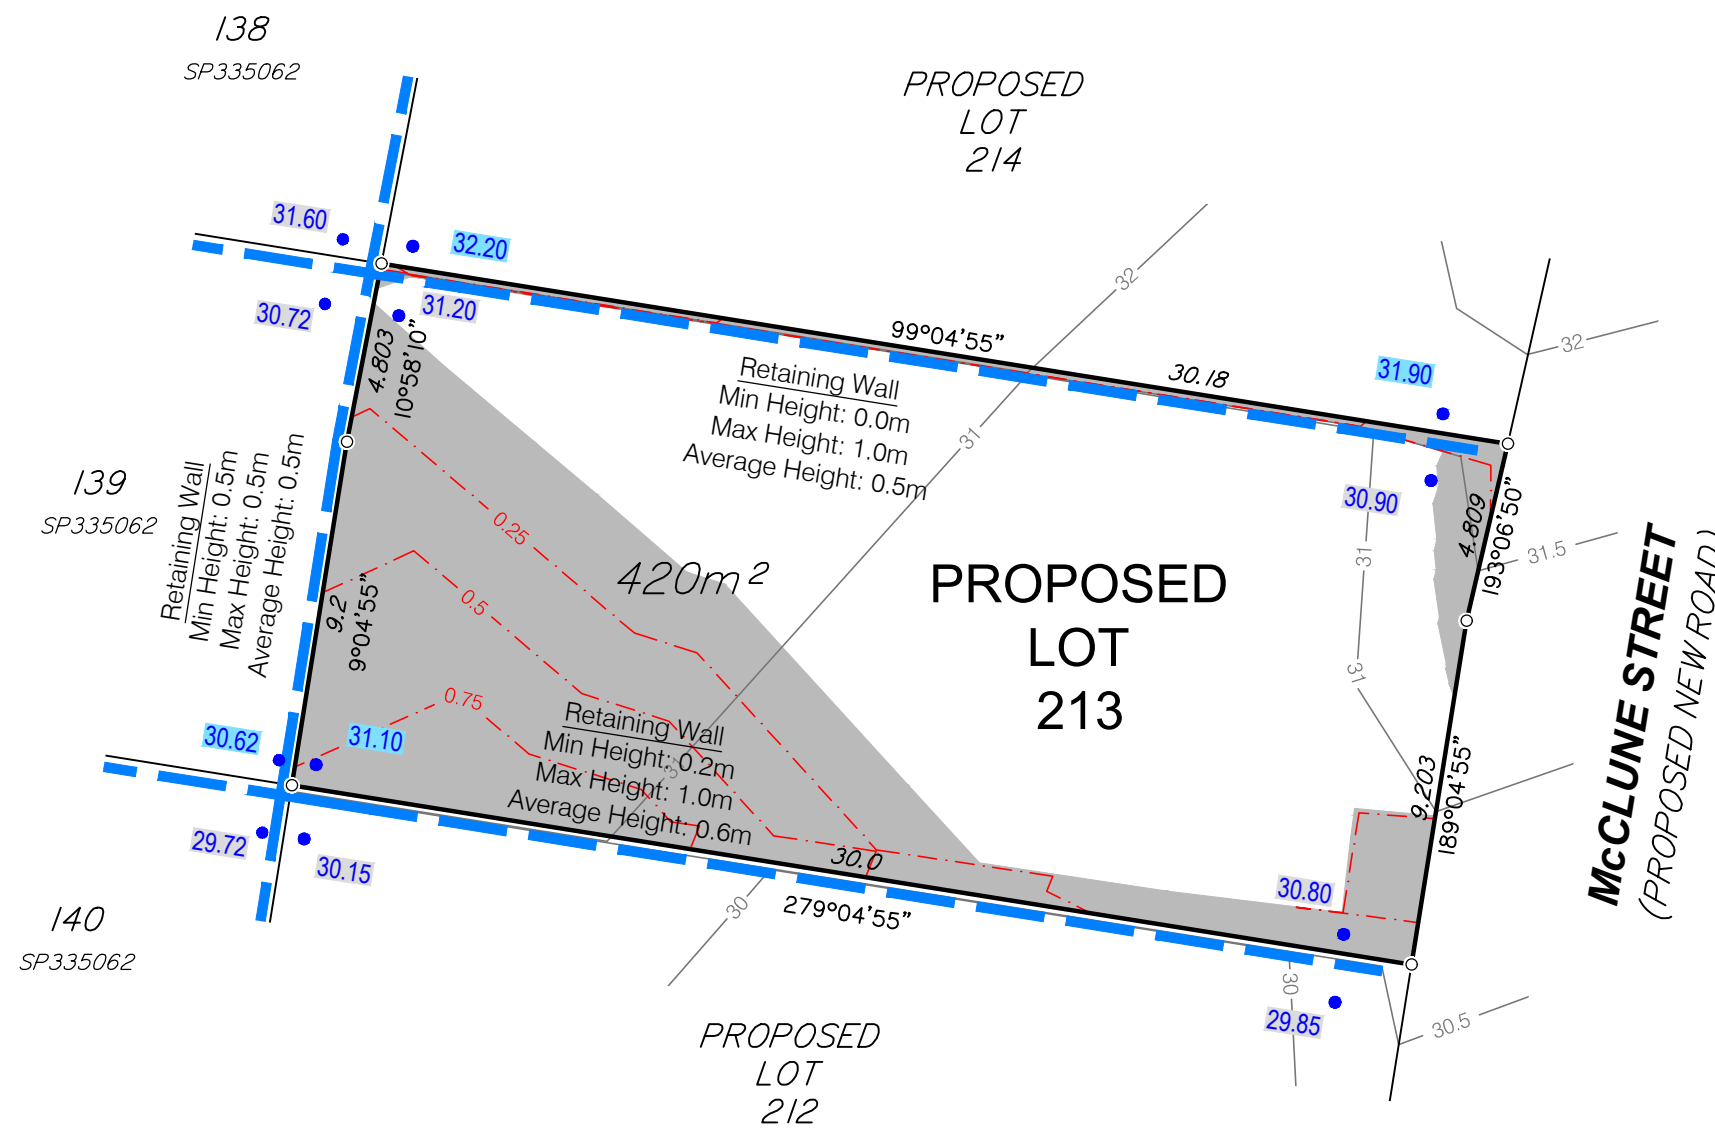 138
SP335062
PROPOSED
LOT
214
31.60
32.20
30.72
31.20
32
99°04'55"
32
30.18
31.90
4.803
10°58'10"
Retaining Wall
Min Height: 0.0m
Max Height: 1.0m
Average Height: 0.5m
31
30.90
139
SP335062
Retaining Wall
Min Height: 0.5m
Max Height: 0.5m
Average Height: 0.5m
0.25
4.809
193°06'50"
31
31.5
420m²
PROPOSED
LOT
213
0.5
9.2
9°04'55"
31
McCLUNE STREET
(PROPOSED NEW ROAD)
0.75
30.62
31.10
Retaining Wall
Min Height: 0.2m
Max Height: 1.0m
Average Height: 0.6m
31
9.203
189°04'55"
29.72
30.15
30.0
279°04'55"
30
30.80
140
SP335062
30
29.85
30.5
PROPOSED
LOT
212